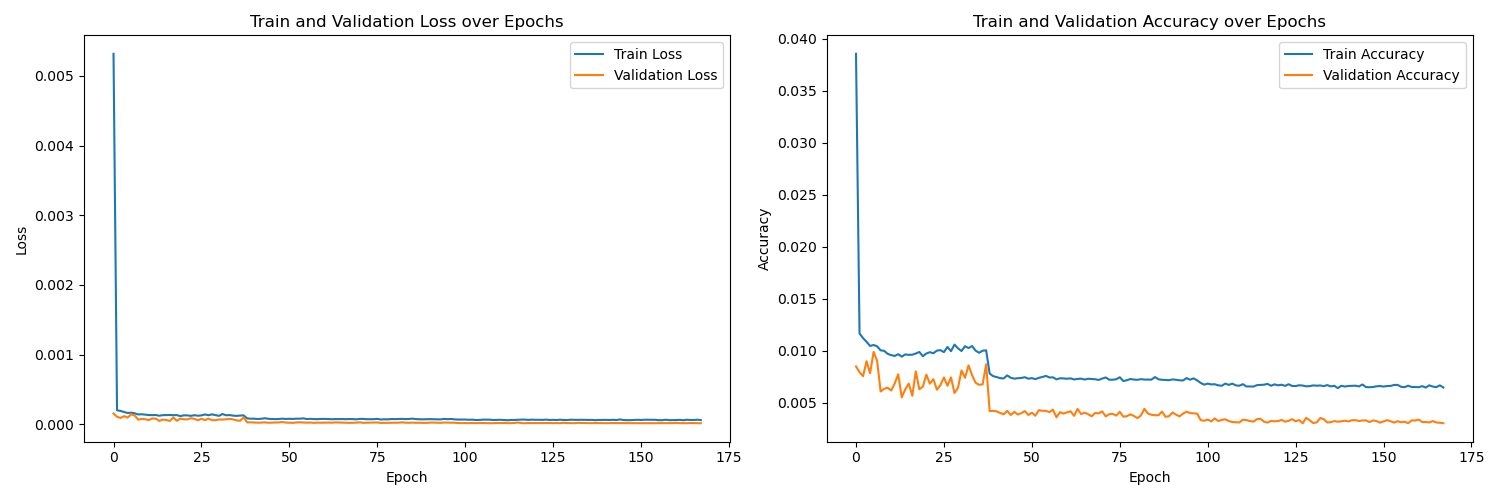 Train and Validation Loss over Epochs
Train Loss
Validation Loss
0.005
0.004
0.003
0.002
0.001
0.000
Loss
0 25 50 75 100 125 150 175
Epoch
Train and Validation Accuracy over Epochs
Train Accuracy
Validation Accuracy
0.040
0.035
0.030
0.025
0.020
0.015
0.010
0.005
Accuracy
0 25 50 75 100 125 150 175
Epoch